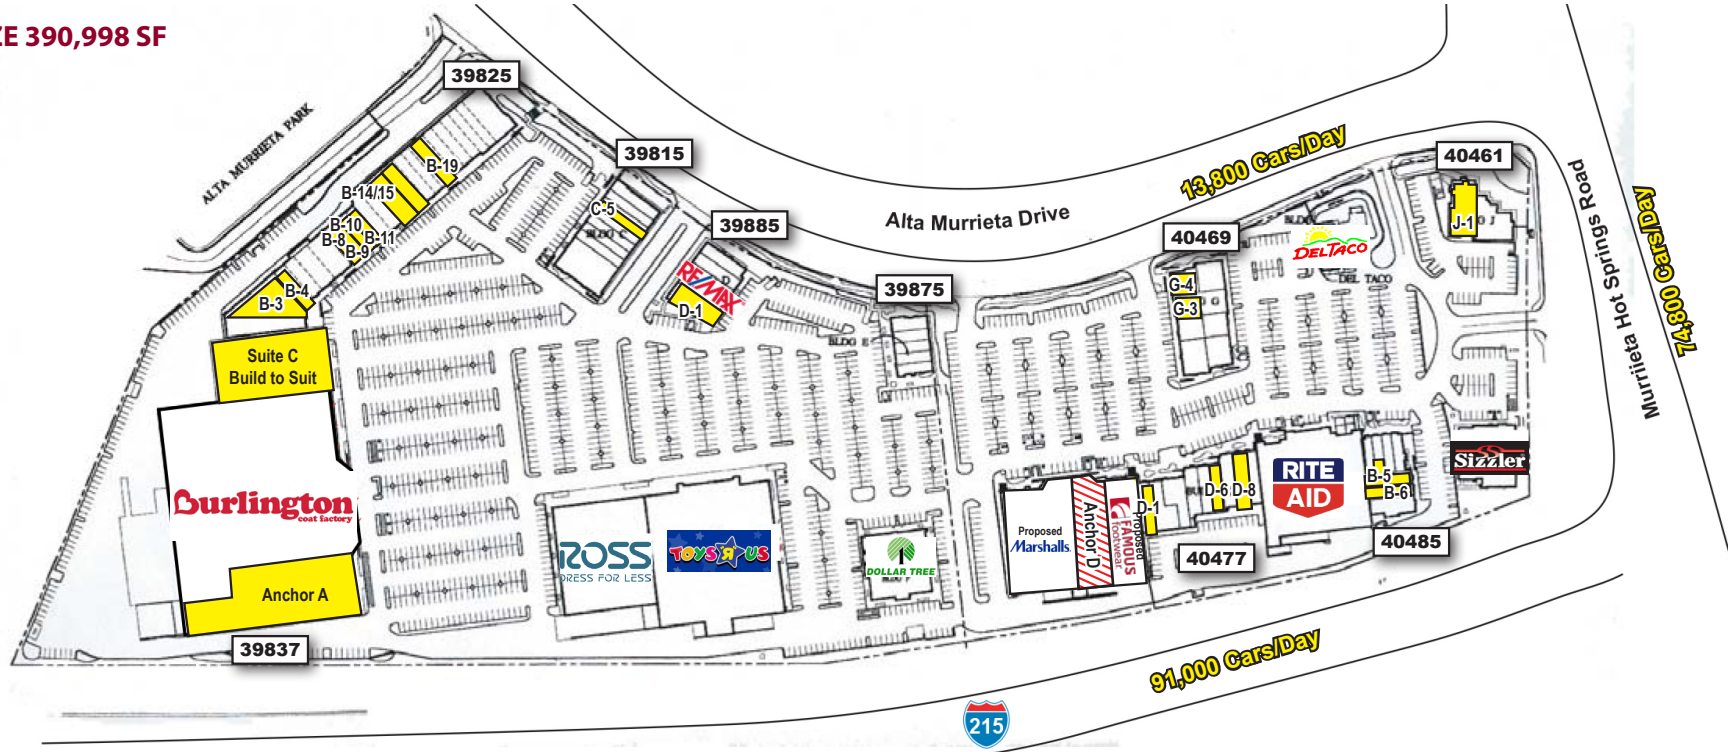 ZE 390,998 SF
39825
ALTA MURRIETA PARK
B-19
B-14/15
B-10
B-8
B-11
B-9
B-4
B-3
39815
C-5
BLDG C
39885
RE/MAX
D
D-1
Alta Murrieta Drive
13,800 Cars/Day
39875
BLDG E
40469
G-4
G
G-3
DEL TACO
DEL TACO
40461
J-1
J
Murriieta Hot Springs Road
74,800 Cars/Day
Suite C
Build to Suit
Burlington
coat factory
Anchor A
39837
ROSS
DRESS FOR LESS
TOYS R US
DOLLAR TREE
Proposed
Marshalls
Anchor D
FAMOUS
footwear
Proposed
D-1
D-6
D-8
RITE
AID
B-5
B-6
Sizzler
40477
40485
91,000 Cars/Day
215